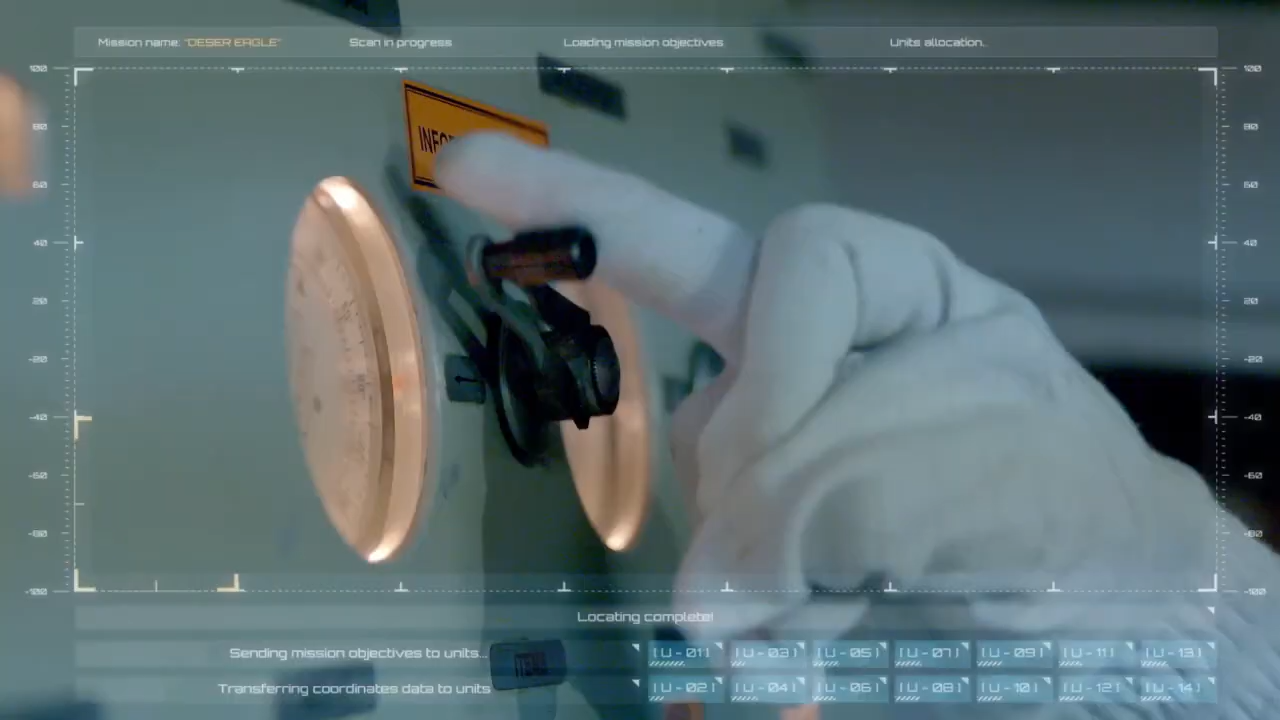 Mission name: "DESER EAGLE"
Scan in progress
Loading mission objectives
Units allocation..
100
80
60
40
20
-20
-40
-60
-80
-100
100
80
60
40
20
-20
-40
-60
-80
-100
Locating complete!
Sending mission objectives to units...
[U-01] [U-03] [U-05] [U-07] [U-09] [U-11] [U-13]
Transferring coordinates data to units
[U-02] [U-04] [U-06] [U-08] [U-10] [U-12] [U-14]